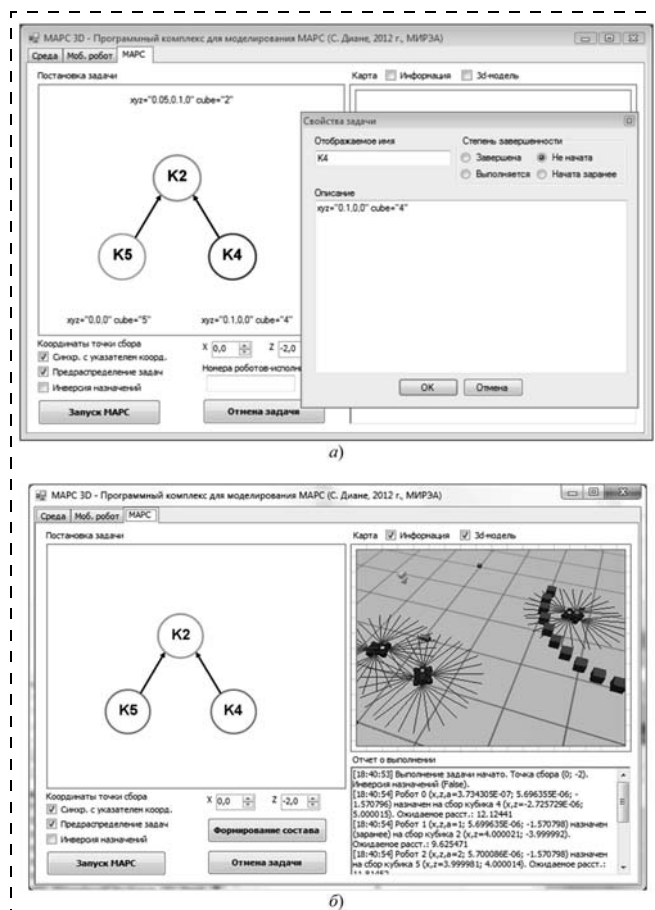 МАРС 3D - Программный комплекс для моделирования МАРС (С. Диане, 2012 г., МИРЭА)
Среда Моб. робот МАРС
Постановка задачи
Карта Информация 3d-модель
xyz="0.05,0.1,0" cube="2"
K2
K5
K4
xyz="0,0,0" cube="5"
xyz="0.1,0,0" cube="4"
Координаты точки сбора
Синхр. с указателем коорд.
X 0,0 Z -2,0
Предраспределение задач
Номера роботов-исполн
Инверсия назначений
Запуск МАРС
Отмена задачи
Свойства задачи
Отображаемое имя
K4
Степень завершенности
Завершена Не начата
Выполняется Начата заранее
Описание
xyz="0.1,0,0" cube="4"
ОК Отмена
а)
МАРС 3D - Программный комплекс для моделирования МАРС (С. Диане, 2012 г., МИРЭА)
Среда Моб. робот МАРС
Постановка задачи
Карта Информация 3d-модель
K2
K5
K4
Координаты точки сбора
Синхр. с указателем коорд.
X 0,0 Z -2,0
Предраспределение задач
Формирование состава
Инверсия назначений
Запуск МАРС
Отмена задачи
Отчет о выполнении
[18:40:53] Выполнение задачи начато. Точка сбора (0; -2).
Инверсия назначений (False).
[18:40:54] Робот 0 (x,z,a=3.734305E-07; 5.696355E-06; -
1.570796) назначен на сбор кубика 4 (x,z=-2.725729E-06;
5.000015). Ожидаемое расст.: 12.12441
[18:40:54] Робот 1 (x,z,a=1; 5.699635E-06; -1.570798) назначен
(заранее) на сбор кубика 2 (x,z=4.000021; -3.999992).
Ожидаемое расст.: 9.625471
[18:40:54] Робот 2 (x,z,a=2; 5.700086E-06; -1.570798) назначен
на сбор кубика 5 (x,z=3.999981; 4.000014). Ожидаемое расст.:
б)